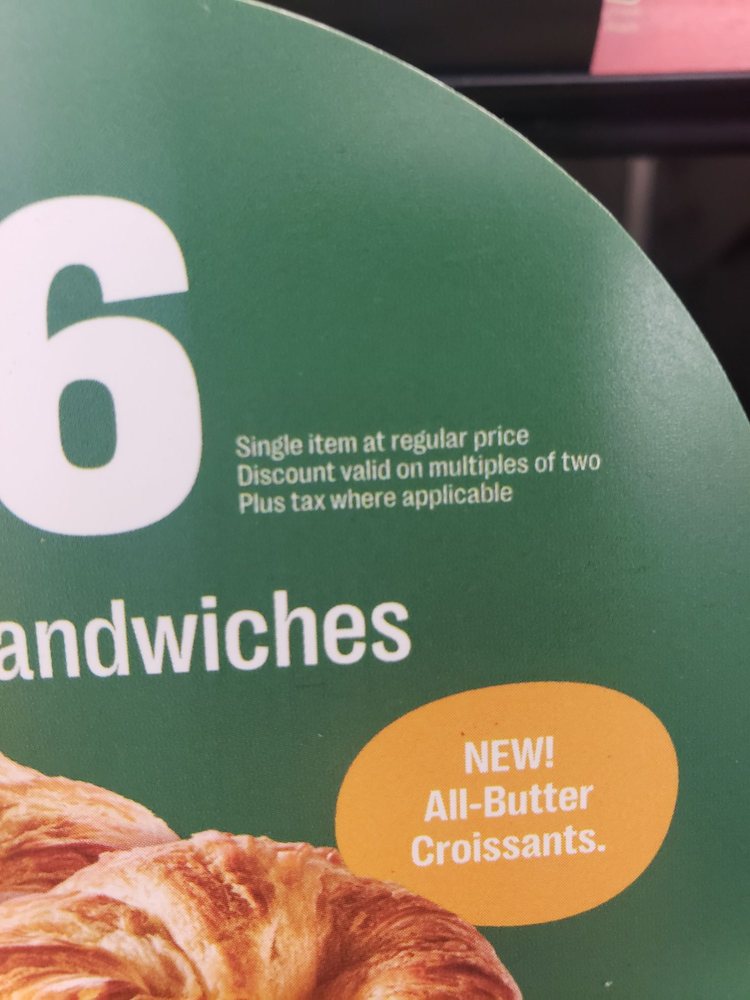 6
Single item at regular price
Discount valid on multiples of two
Plus tax where applicable
andwiches
NEW!
All-Butter
Croissants.